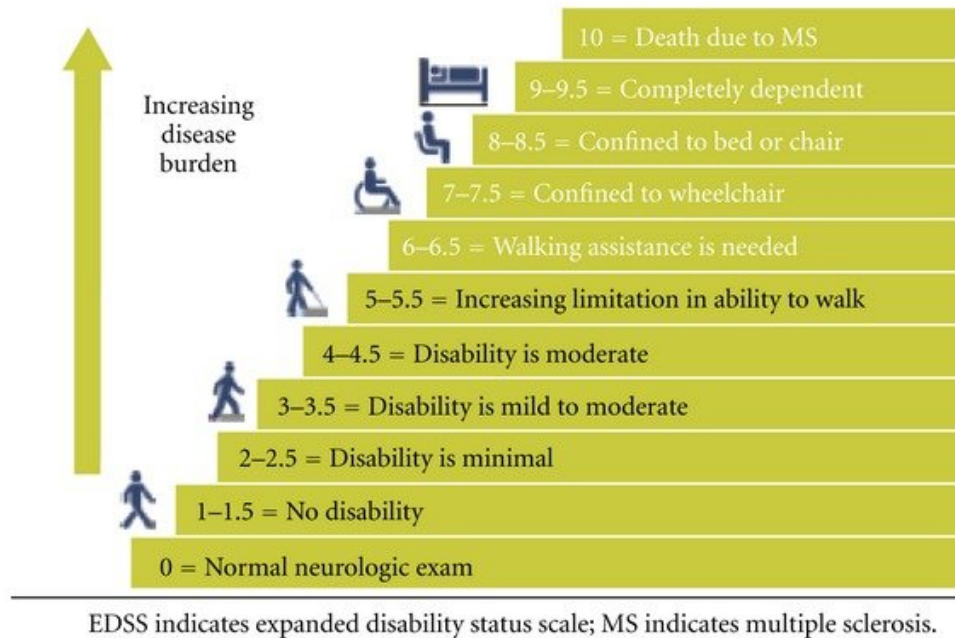 10 = Death due to MS
9–9.5 = Completely dependent
Increasing
disease
burden
8–8.5 = Confined to bed or chair
7–7.5 = Confined to wheelchair
6–6.5 = Walking assistance is needed
5–5.5 = Increasing limitation in ability to walk
4–4.5 = Disability is moderate
3–3.5 = Disability is mild to moderate
2–2.5 = Disability is minimal
1–1.5 = No disability
0 = Normal neurologic exam
EDSS indicates expanded disability status scale; MS indicates multiple sclerosis.